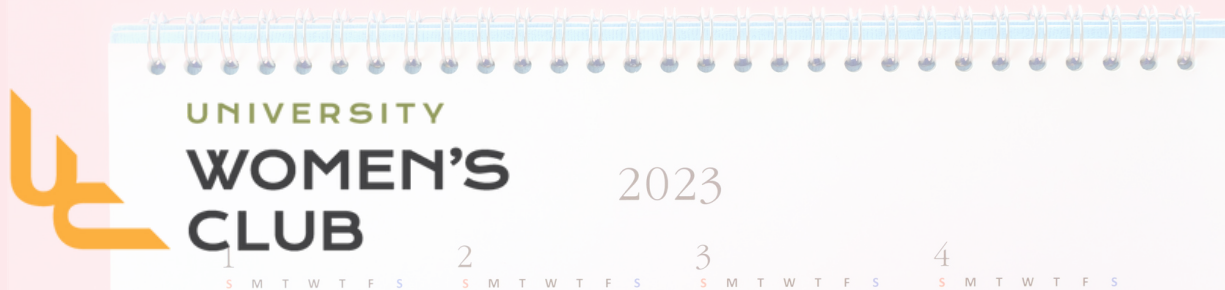 UNIVERSITY
WOMEN'S
CLUB
2023
1 2 3 4
S M T W T F S S M T W T F S S M T W T F S S M T W T F S